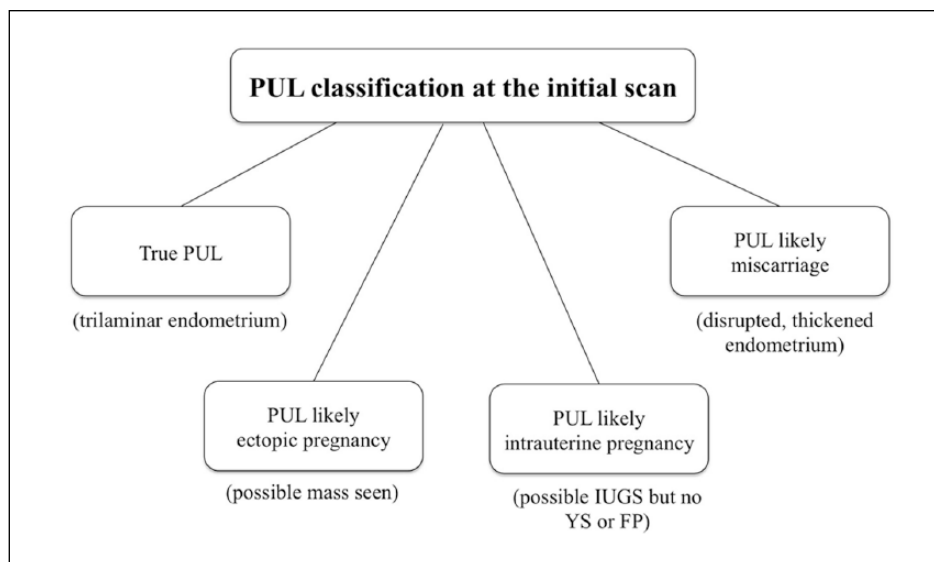 PUL classification at the initial scan
True PUL
(trilaminar endometrium)
PUL likely
ectopic pregnancy
(possible mass seen)
PUL likely
intrauterine pregnancy
(possible IUGS but no
YS or FP)
PUL likely
miscarriage
(disrupted, thickened
endometrium)